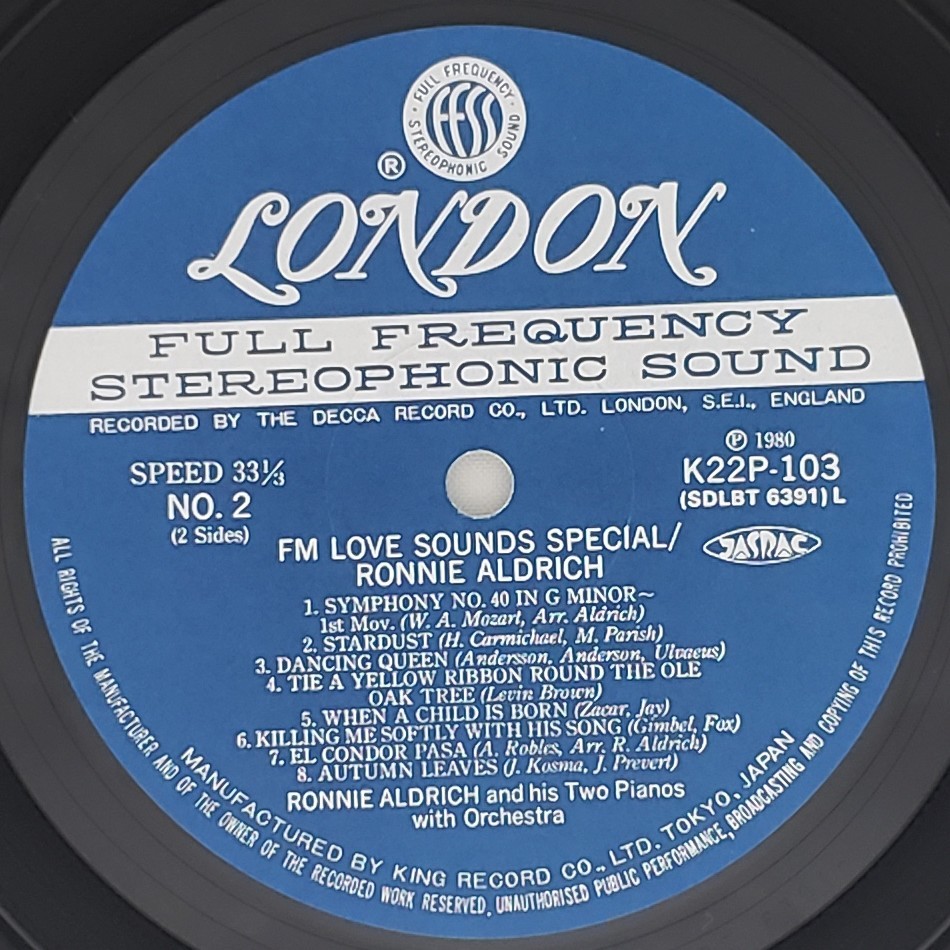 FULL FREQUENCY
FFSS
STEREOPHONIC SOUND
®
LONDON
FULL FREQUENCY
STEREOPHONIC SOUND
RECORDED BY THE DECCA RECORD CO., LTD. LONDON, S.E.I., ENGLAND
SPEED 33⅓
NO. 2
(2 Sides)
℗ 1980
K22P-103
(SDLBT 6391) L
JASRAC
FM LOVE SOUNDS SPECIAL/
RONNIE ALDRICH
1. SYMPHONY NO. 40 IN G MINOR~
1st Mov. (W. A. Mozart, Arr. Aldrich)
2. STARDUST (H. Carmichael, M. Parish)
3. DANCING QUEEN (Andersson, Anderson, Ulvaeus)
4. TIE A YELLOW RIBBON ROUND THE OLE
OAK TREE (Levin Brown)
5. WHEN A CHILD IS BORN (Zacar, Jay)
6. KILLING ME SOFTLY WITH HIS SONG (Gimbel, Fox)
7. EL CONDOR PASA (A. Robles, Arr. R. Aldrich)
8. AUTUMN LEAVES (J. Kosma, J. Prevert)
RONNIE ALDRICH and his Two Pianos
with Orchestra
MANUFACTURED BY KING RECORD CO., LTD. TOKYO, JAPAN
ALL RIGHTS OF THE MANUFACTURER AND OF THE OWNER OF THE RECORDED WORK RESERVED. UNAUTHORISED PUBLIC PERFORMANCE, BROADCASTING AND COPYING OF THIS RECORD PROHIBITED